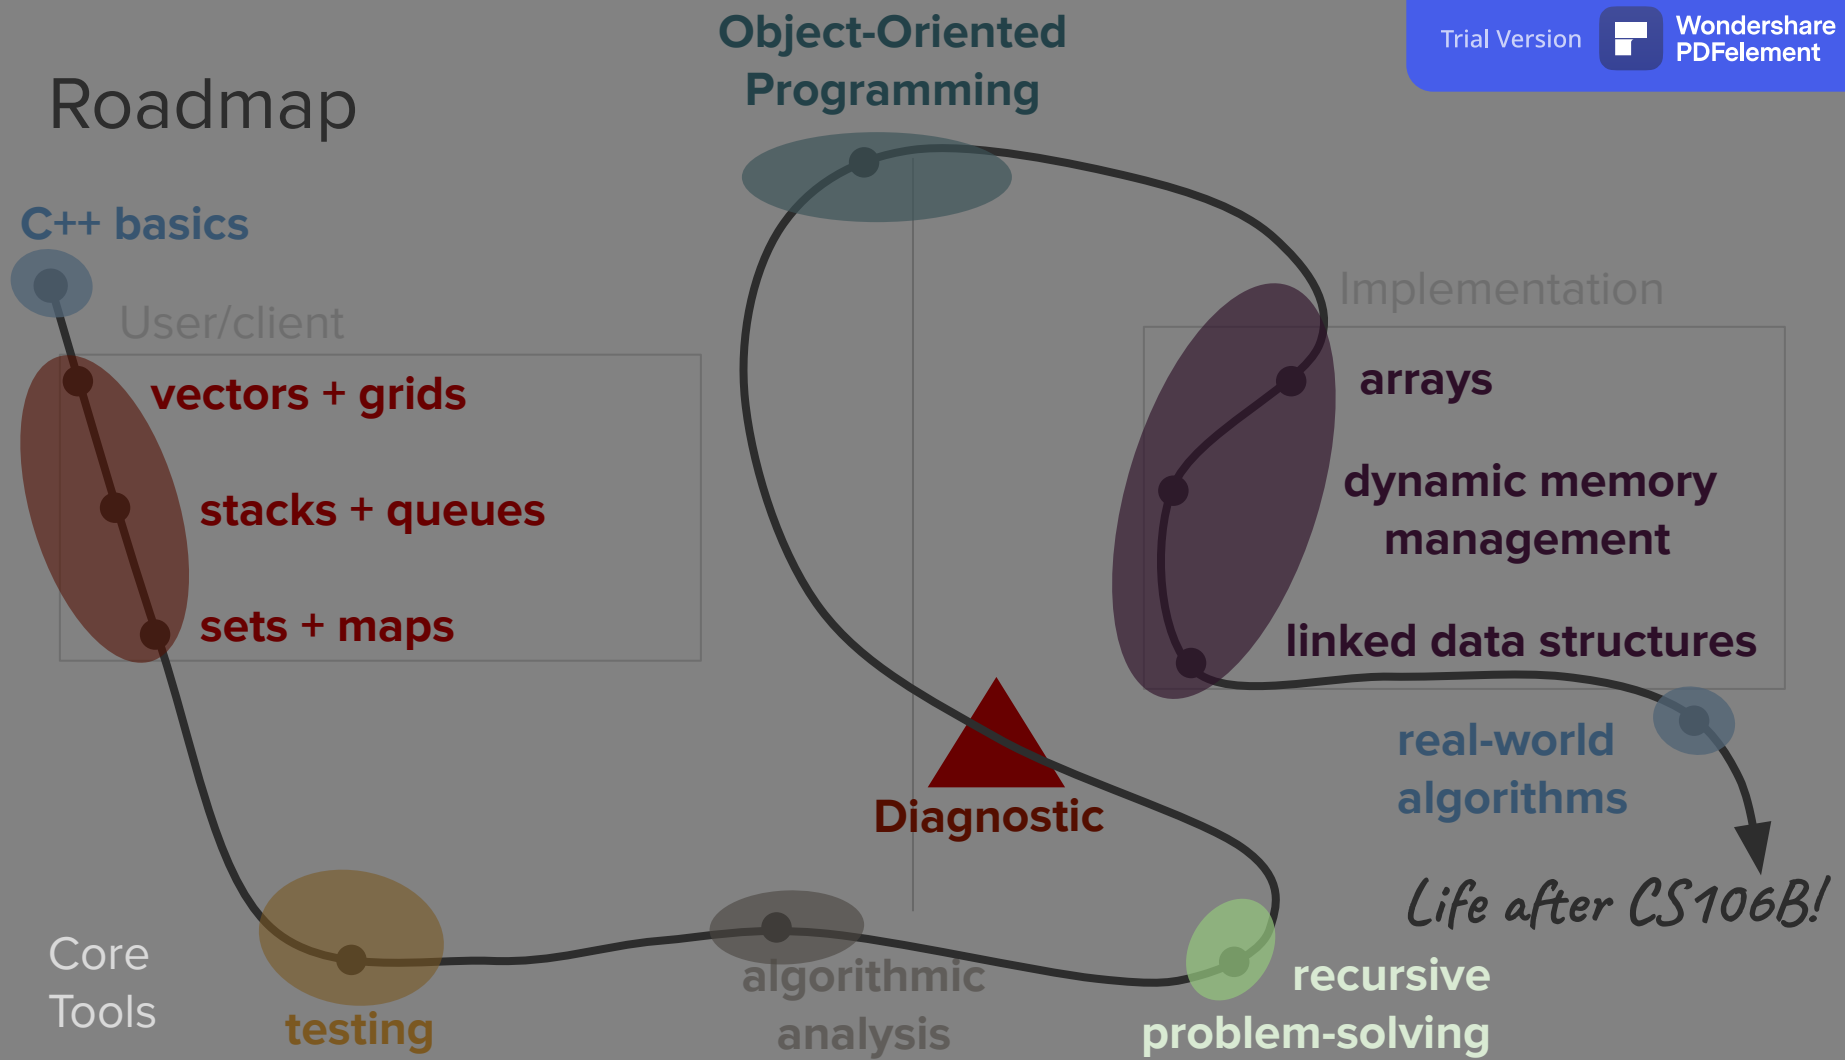 Object-Oriented
Programming
Trial Version
Wondershare
PDFelement
Roadmap
C++ basics
User/client
Implementation
vectors + grids
arrays
stacks + queues
dynamic memory
management
sets + maps
linked data structures
real-world
algorithms
Diagnostic
Life after CS106B!
Core
Tools
testing
algorithmic
analysis
recursive
problem-solving